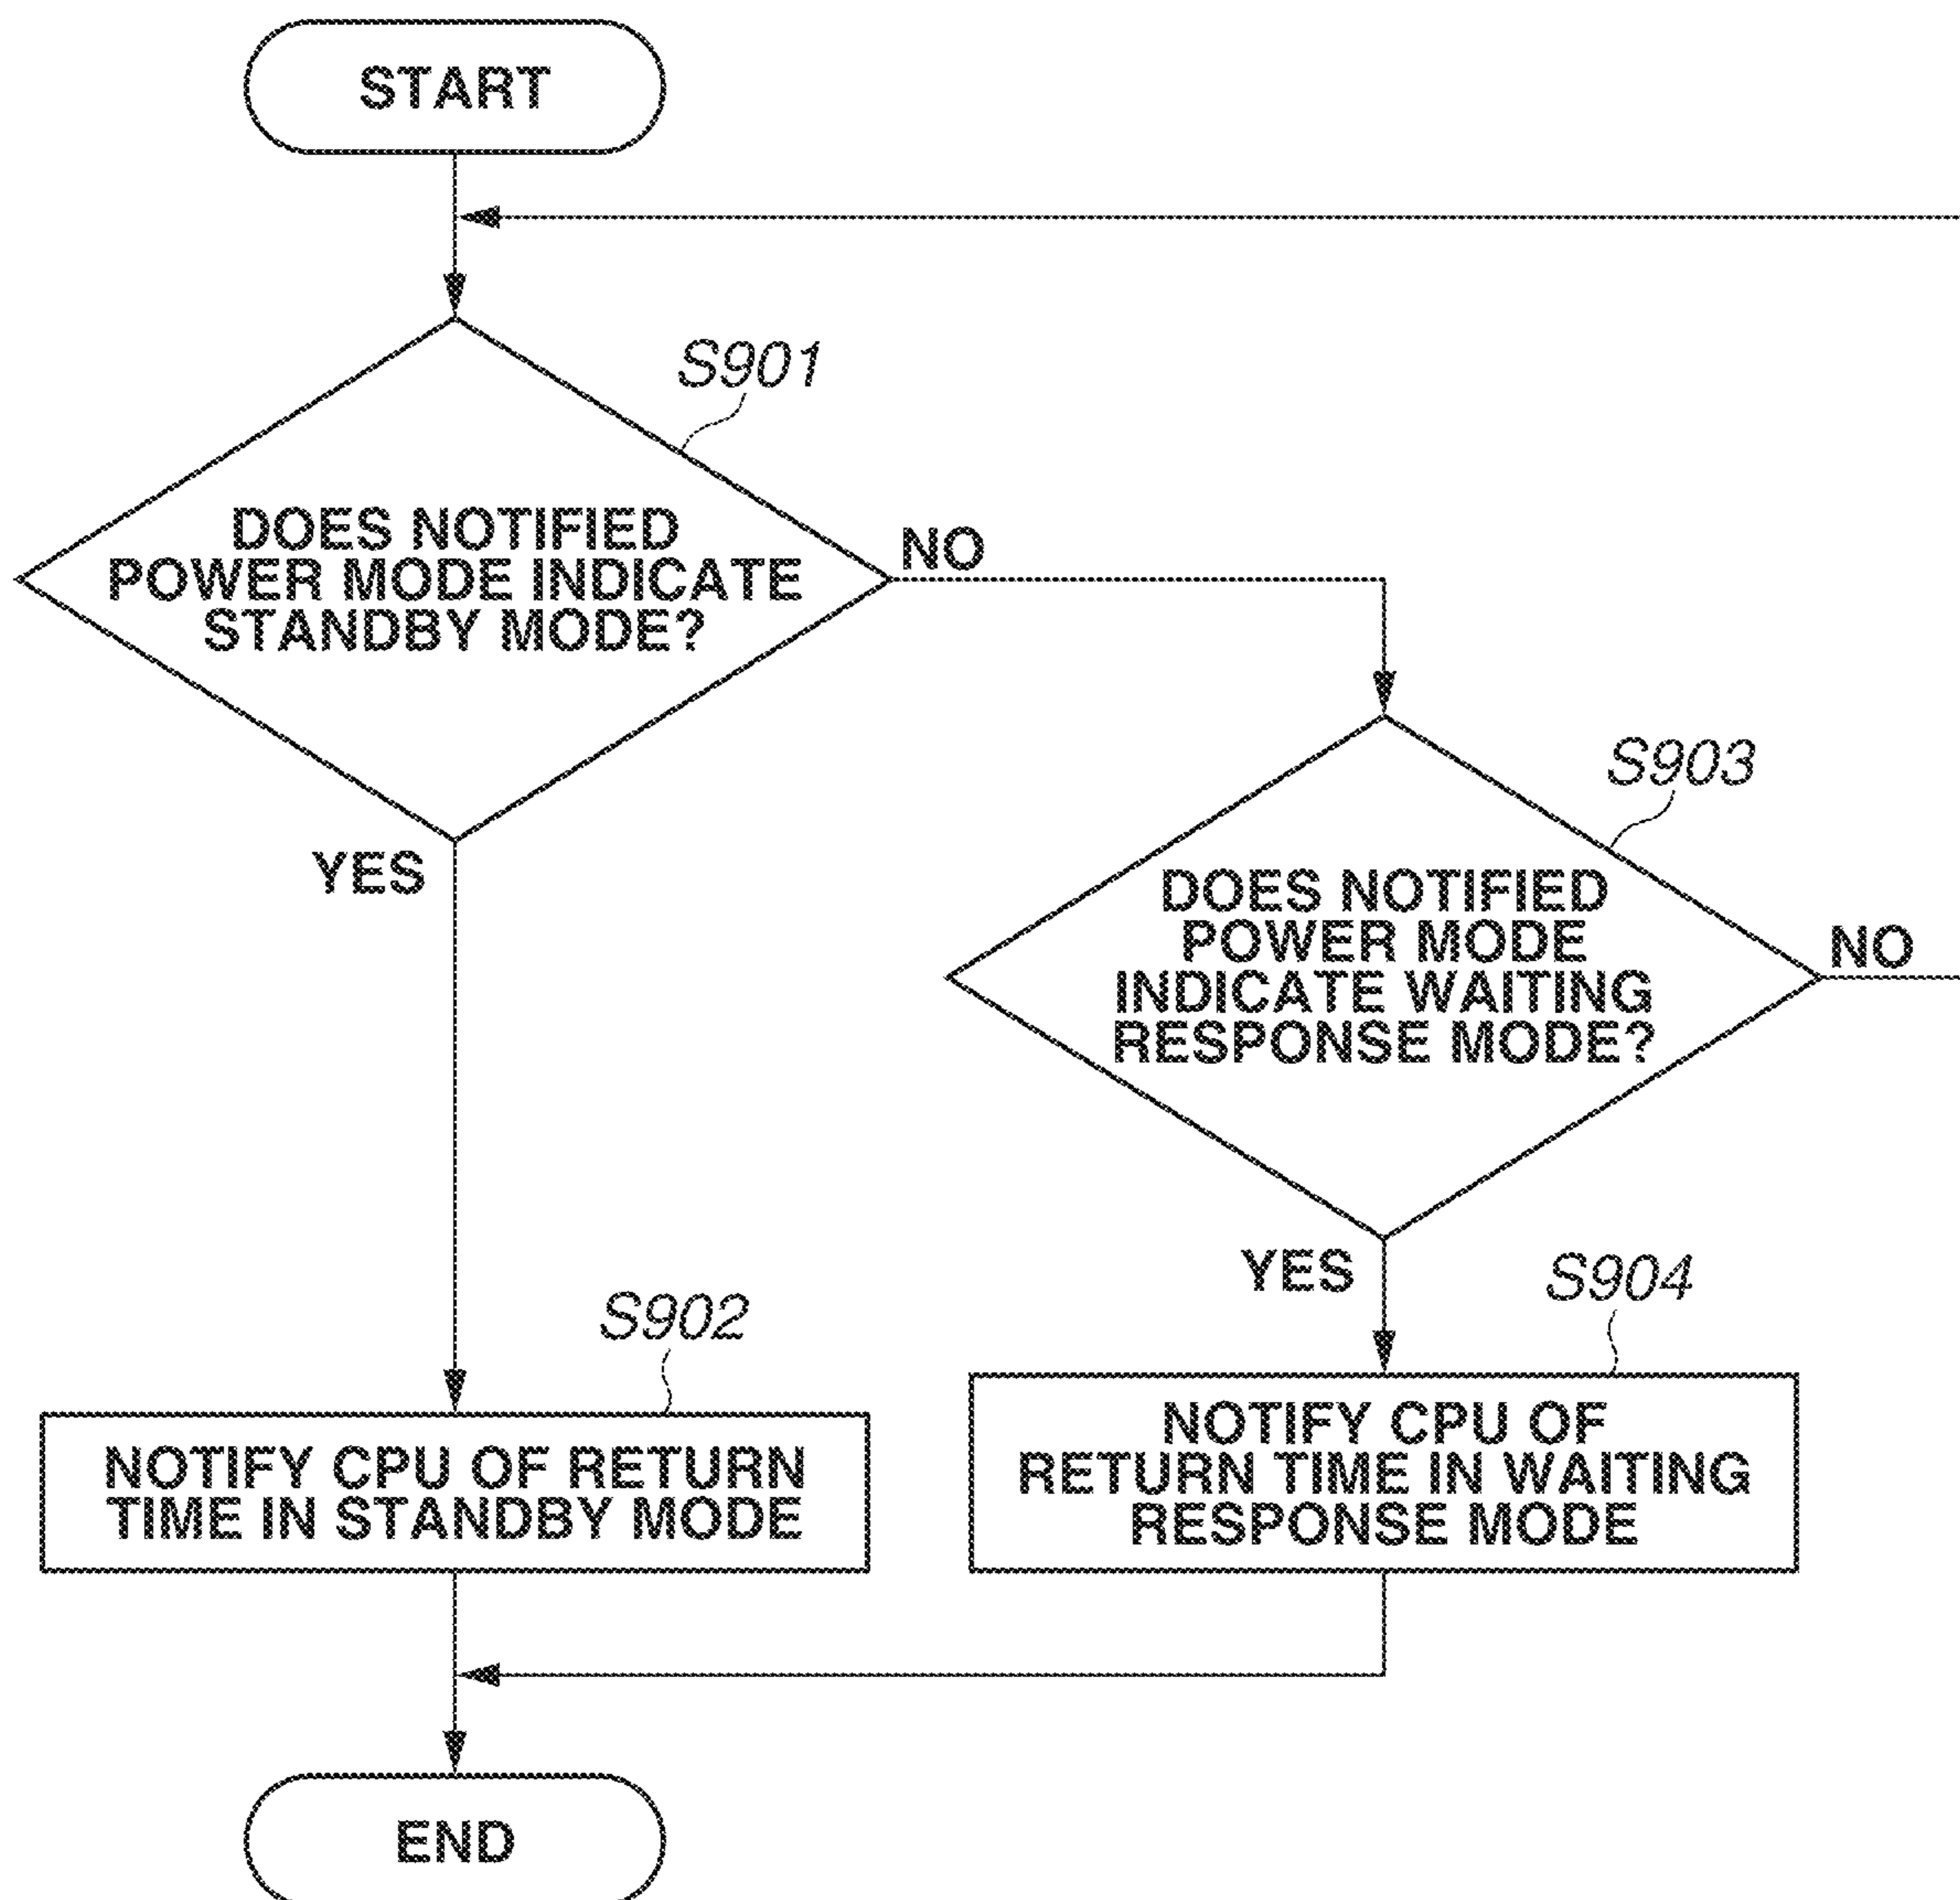 START
S901
DOES NOTIFIED
POWER MODE INDICATE
STANDBY MODE?
NO
YES
S903
DOES NOTIFIED
POWER MODE
INDICATE WAITING
RESPONSE MODE?
NO
YES
S902
NOTIFY CPU OF RETURN
TIME IN STANDBY MODE
S904
NOTIFY CPU OF
RETURN TIME IN WAITING
RESPONSE MODE
END